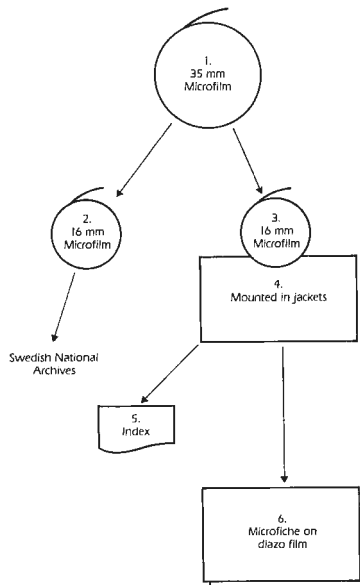 1.
35 mm
Microfilm
2.
16 mm
Microfilm
3.
16 mm
Microfilm
4.
Mounted in jackets
Swedish National
Archives
5.
Index
6.
Microfiche on
diazo film